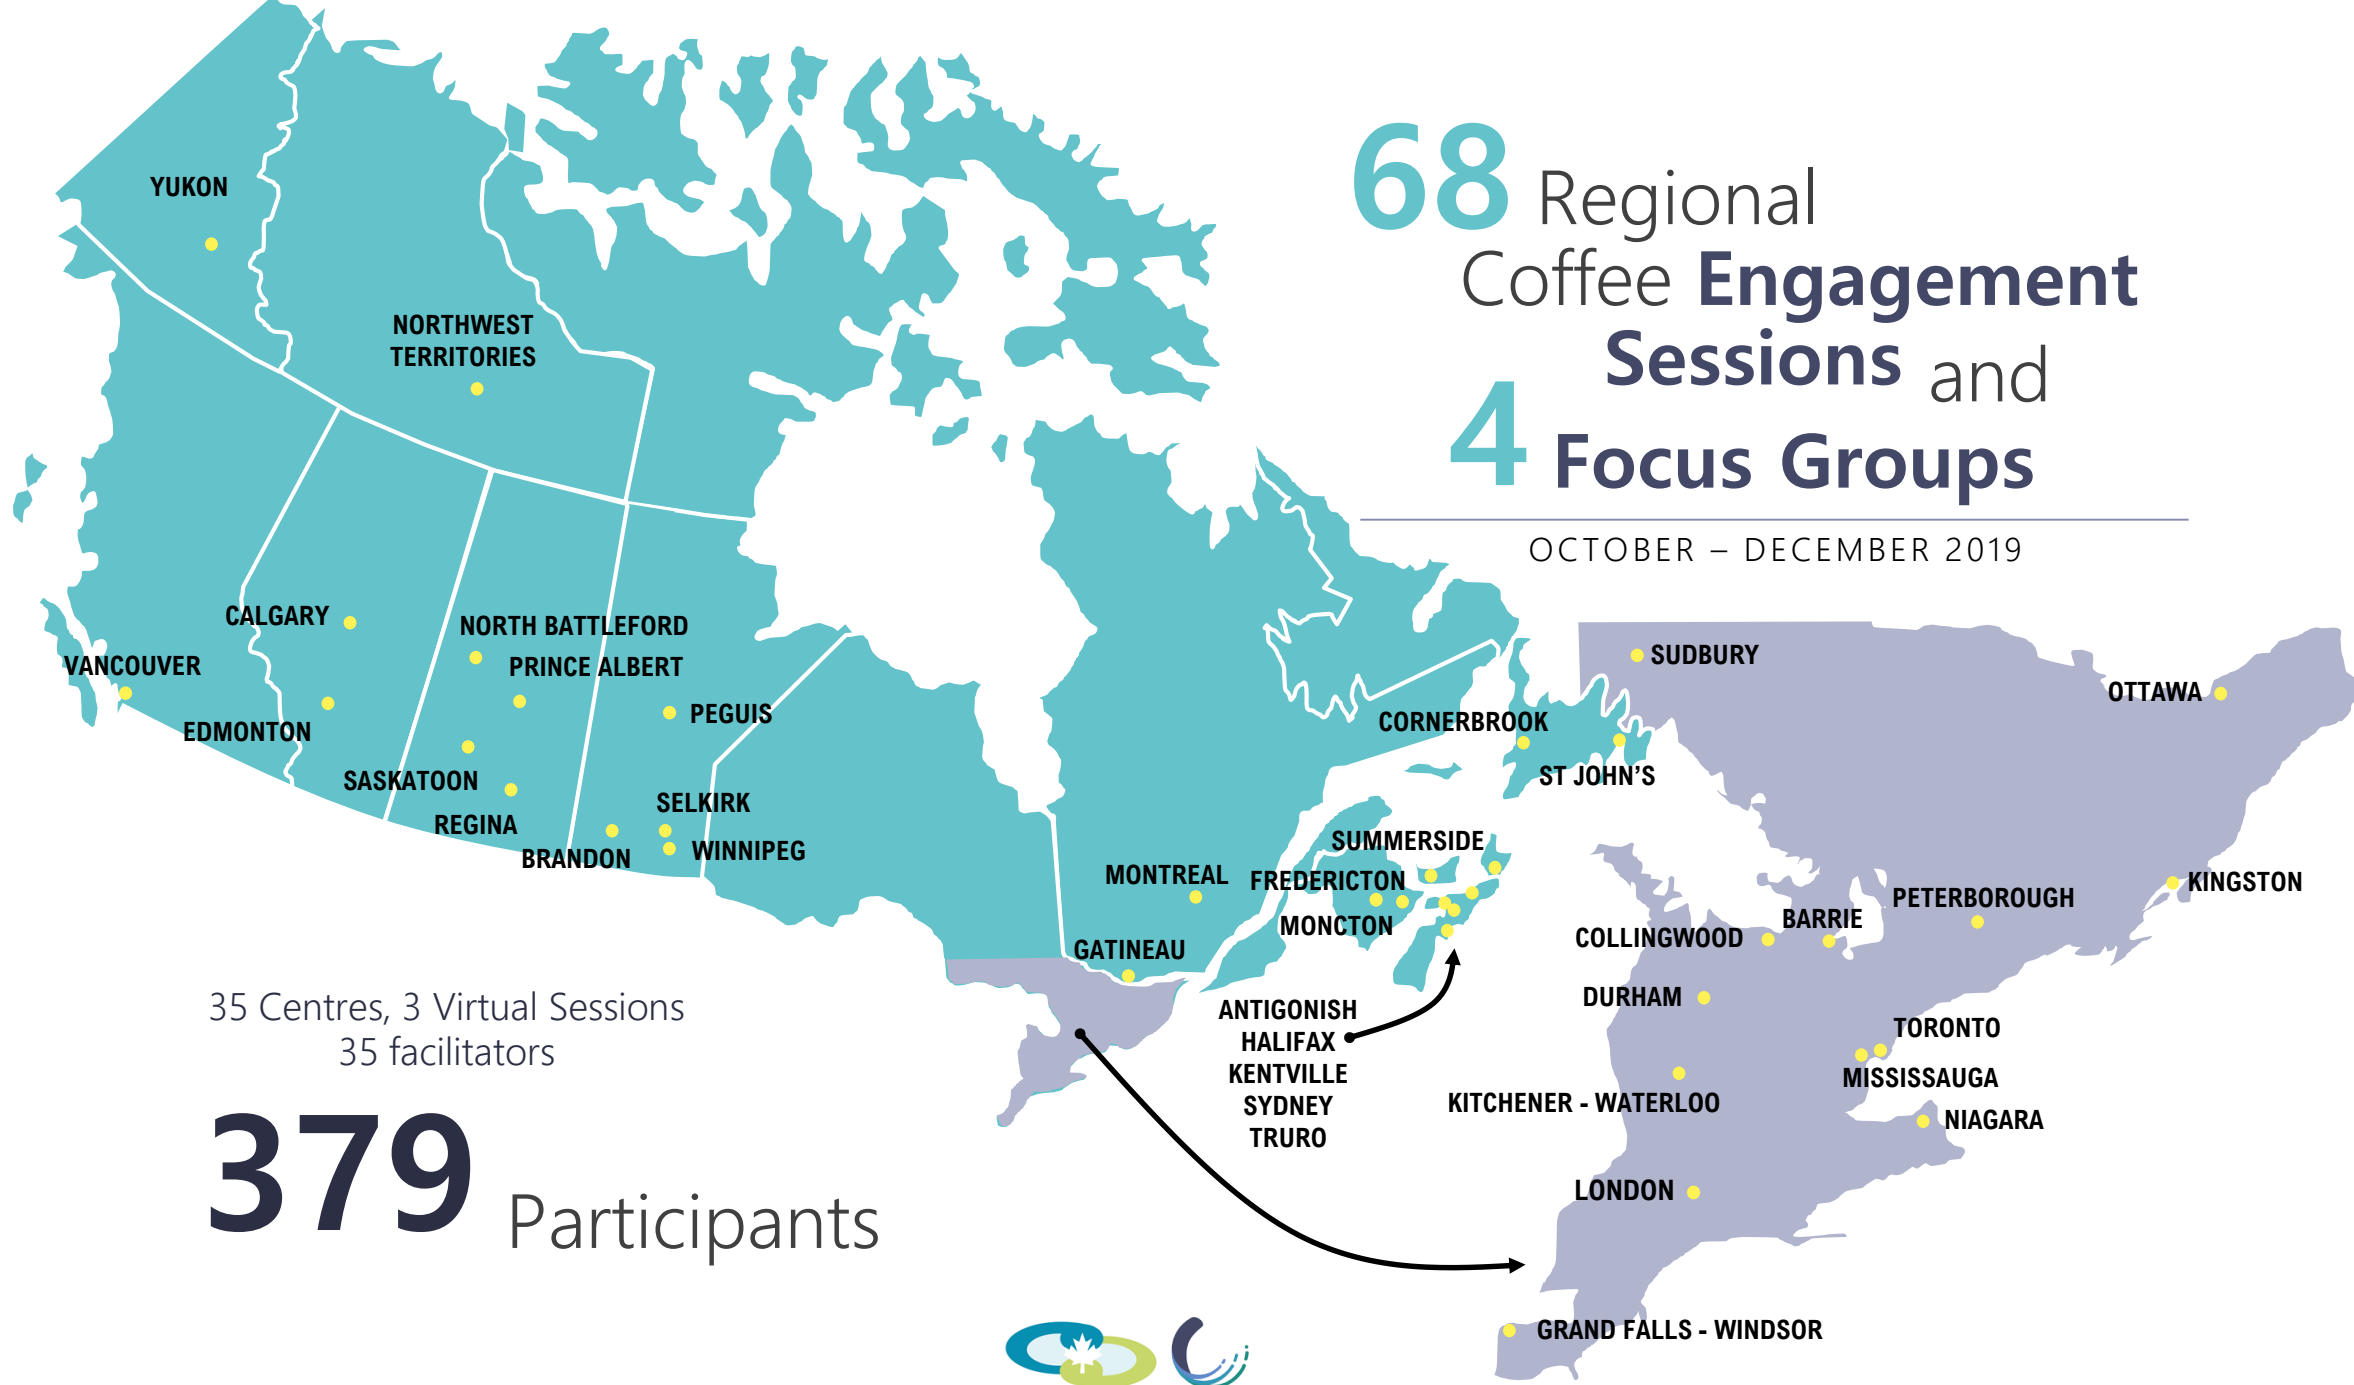 68 Regional
Coffee Engagement
Sessions and
4 Focus Groups
OCTOBER – DECEMBER 2019
YUKON
NORTHWEST
TERRITORIES
CALGARY
VANCOUVER
EDMONTON
NORTH BATTLEFORD
PRINCE ALBERT
PEGUIS
SASKATOON
REGINA
SELKIRK
BRANDON
WINNIPEG
MONTREAL
GATINEAU
CORNERBROOK
ST JOHN'S
SUMMERSIDE
FREDERICTON
MONCTON
ANTIGONISH
HALIFAX
KENTVILLE
SYDNEY
TRURO
SUDBURY
OTTAWA
KINGSTON
PETERBOROUGH
BARRIE
COLLINGWOOD
DURHAM
TORONTO
MISSISSAUGA
KITCHENER - WATERLOO
NIAGARA
LONDON
GRAND FALLS - WINDSOR
35 Centres, 3 Virtual Sessions
35 facilitators
379 Participants